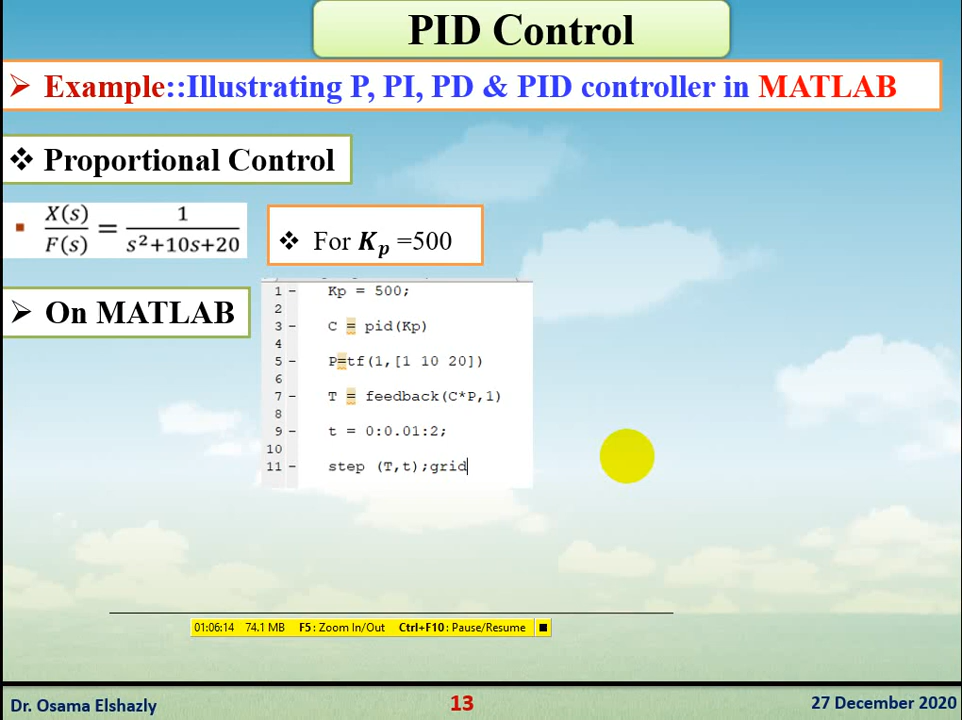 PID Control
➢ Example::Illustrating P, PI, PD & PID controller in MATLAB
❖ Proportional Control
▪ X(s)/F(s) = 1/(s²+10s+20)
❖ For Kₚ =500
➢ On MATLAB
1 – Kp = 500;
2
3 – C = pid(Kp)
4
5 – P=tf(1,[1 10 20])
6
7 – T = feedback(C*P,1)
8
9 – t = 0:0.01:2;
10
11 – step (T,t);grid
01:06:14 74.1 MB F5: Zoom In/Out Ctrl+F10: Pause/Resume
Dr. Osama Elshazly 13 27 December 2020